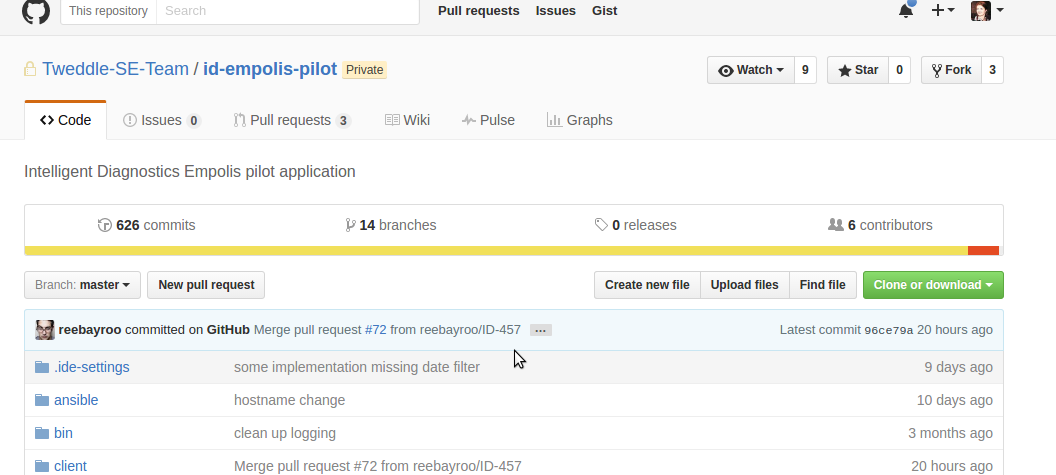 This repository Search Pull requests Issues Gist
Tweddle-SE-Team / id-empolis-pilot Private Watch 9 Star 0 Fork 3
Code Issues 0 Pull requests 3 Wiki Pulse Graphs
Intelligent Diagnostics Empolis pilot application
626 commits 14 branches 0 releases 6 contributors
Branch: master New pull request Create new file Upload files Find file Clone or download
reebayroo committed on GitHub Merge pull request #72 from reebayroo/ID-457 … Latest commit 96ce79a 20 hours ago
.ide-settings some implementation missing date filter 9 days ago
ansible hostname change 10 days ago
bin clean up logging 3 months ago
client Merge pull request #72 from reebayroo/ID-457 20 hours ago